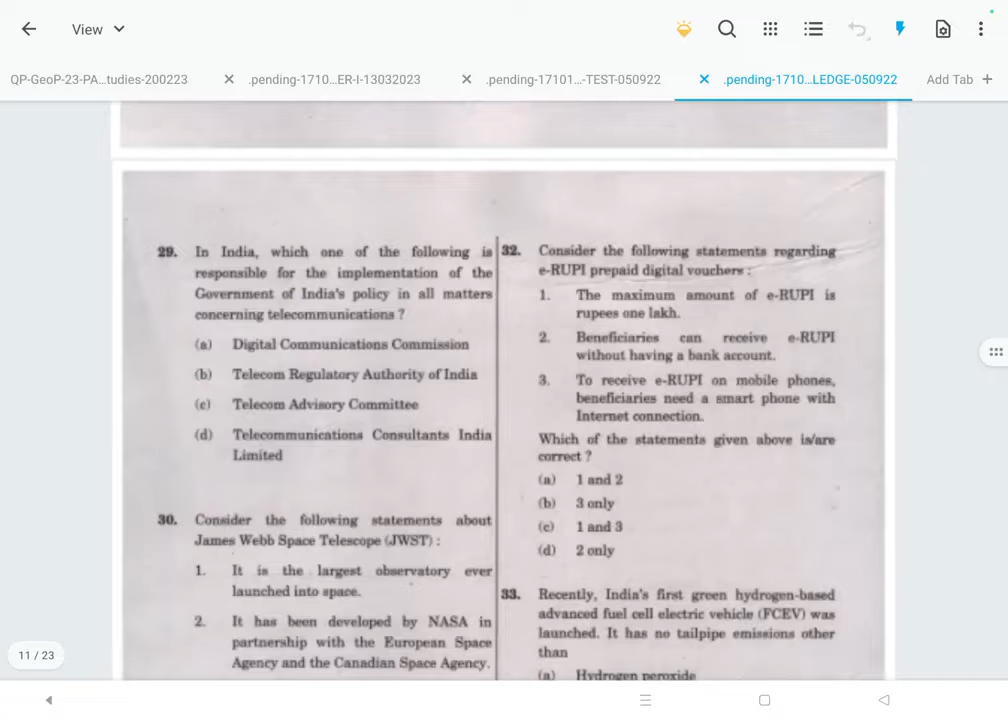 View
QP-GeoP-23-PA...tudies-200223
.pending-1710...ER-I-13032023
.pending-17101...-TEST-050922
.pending-1710...LEDGE-050922
Add Tab +
29. In India, which one of the following is
responsible for the implementation of the
Government of India's policy in all matters
concerning telecommunications ?
(a) Digital Communications Commission
(b) Telecom Regulatory Authority of India
(c) Telecom Advisory Committee
(d) Telecommunications Consultants India
Limited
30. Consider the following statements about
James Webb Space Telescope (JWST) :
1. It is the largest observatory ever
launched into space.
2. It has been developed by NASA in
partnership with the European Space
Agency and the Canadian Space Agency.
32. Consider the following statements regarding
e-RUPI prepaid digital vouchers :
1. The maximum amount of e-RUPI is
rupees one lakh.
2. Beneficiaries can receive e-RUPI
without having a bank account.
3. To receive e-RUPI on mobile phones,
beneficiaries need a smart phone with
Internet connection.
Which of the statements given above is/are
correct ?
(a) 1 and 2
(b) 3 only
(c) 1 and 3
(d) 2 only
33. Recently, India's first green hydrogen-based
advanced fuel cell electric vehicle (FCEV) was
launched. It has no tailpipe emissions other
than
(a) Hydrogen peroxide
11 / 23